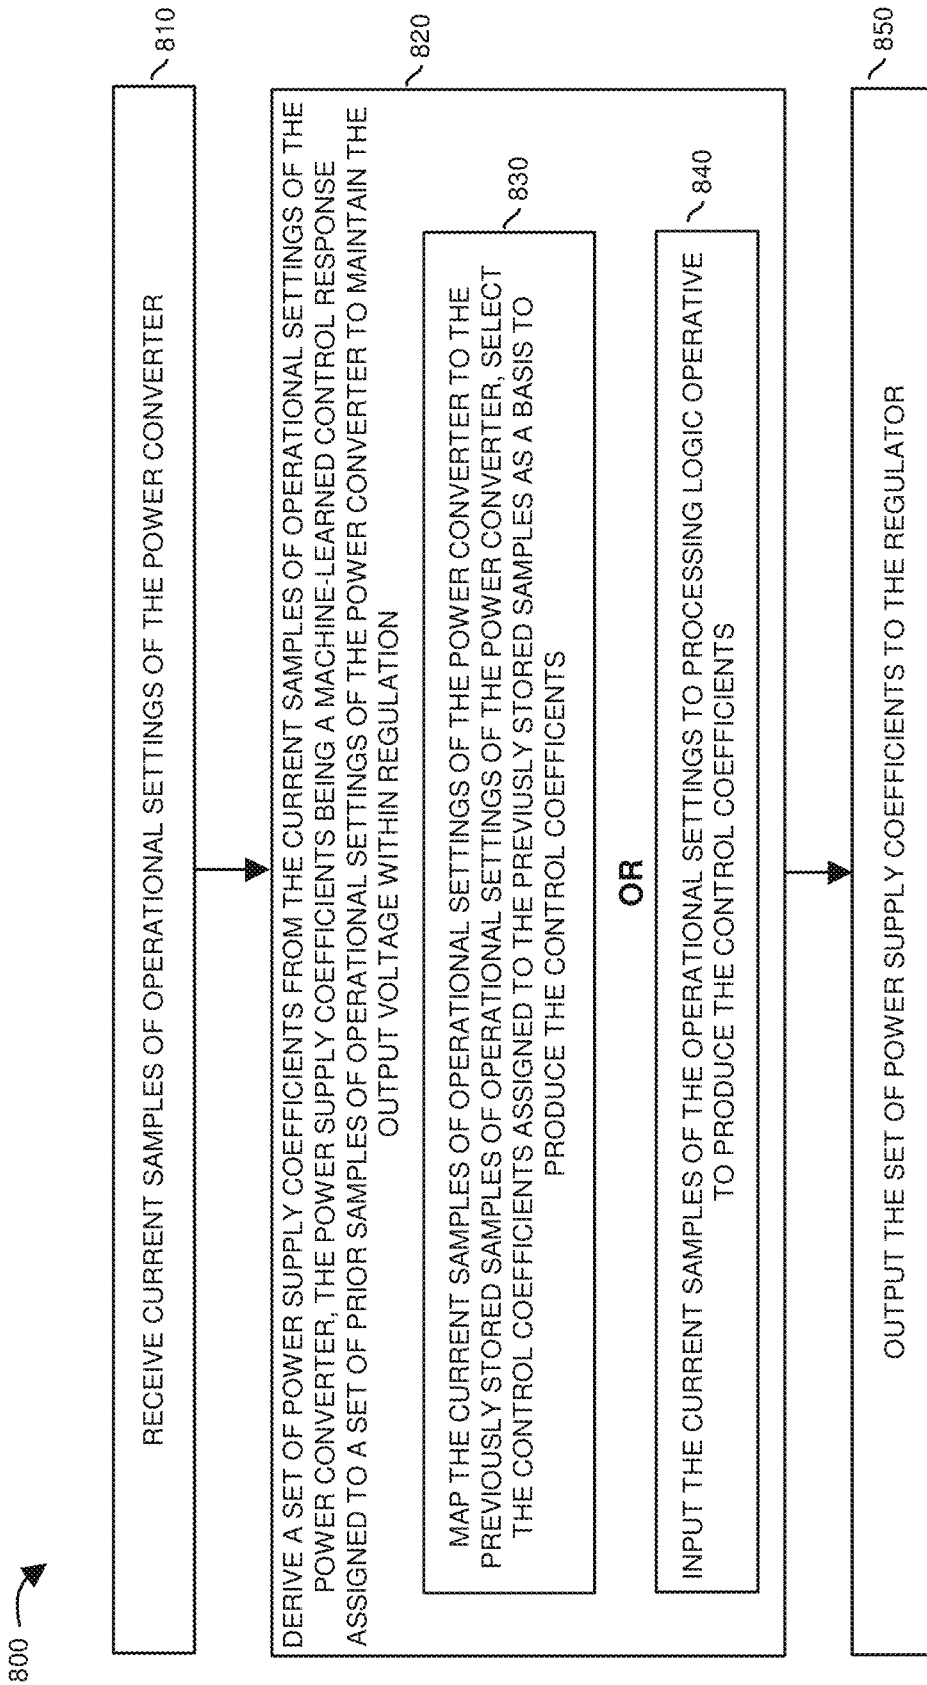 800
RECEIVE CURRENT SAMPLES OF OPERATIONAL SETTINGS OF THE POWER CONVERTER
810
DERIVE A SET OF POWER SUPPLY COEFFICIENTS FROM THE CURRENT SAMPLES OF OPERATIONAL SETTINGS OF THE
POWER CONVERTER, THE POWER SUPPLY COEFFICIENTS BEING A MACHINE-LEARNED CONTROL RESPONSE
ASSIGNED TO A SET OF PRIOR SAMPLES OF OPERATIONAL SETTINGS OF THE POWER CONVERTER TO MAINTAIN THE
OUTPUT VOLTAGE WITHIN REGULATION
820
MAP THE CURRENT SAMPLES OF OPERATIONAL SETTINGS OF THE POWER CONVERTER TO THE
PREVIOUSLY STORED SAMPLES OF OPERATIONAL SETTINGS OF THE POWER CONVERTER, SELECT
THE CONTROL COEFFICIENTS ASSIGNED TO THE PREVIUSLY STORED SAMPLES AS A BASIS TO
PRODUCE THE CONTROL COEFFICENTS
830
OR
INPUT THE CURRENT SAMPLES OF THE OPERATIONAL SETTINGS TO PROCESSING LOGIC OPERATIVE
TO PRODUCE THE CONTROL COEFFICIENTS
840
OUTPUT THE SET OF POWER SUPPLY COEFFICIENTS TO THE REGULATOR
850